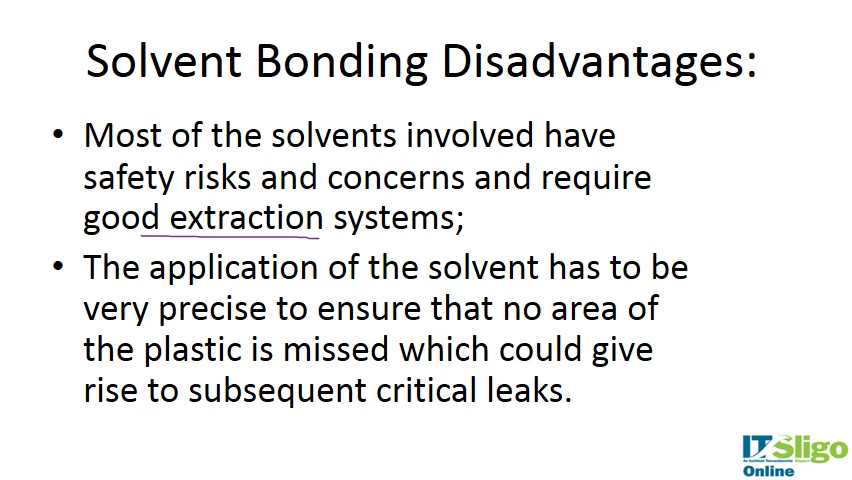 Solvent Bonding Disadvantages:
• Most of the solvents involved have
safety risks and concerns and require
good extraction systems;
• The application of the solvent has to be
very precise to ensure that no area of
the plastic is missed which could give
rise to subsequent critical leaks.
IT Sligo
Online